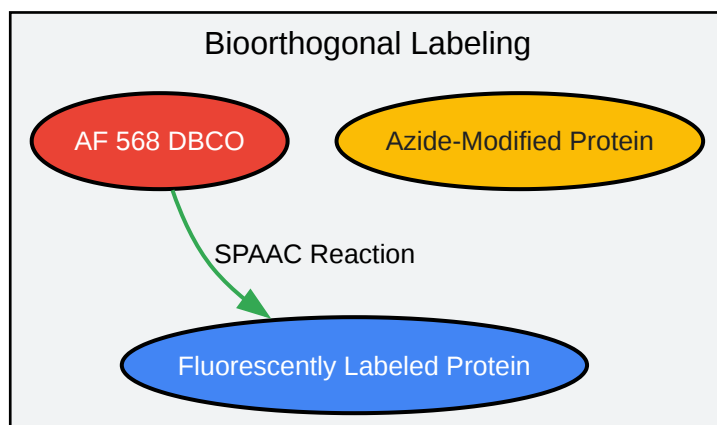 Bioorthogonal Labeling
AF 568 DBCO
Azide-Modified Protein
SPAAC Reaction
Fluorescently Labeled Protein